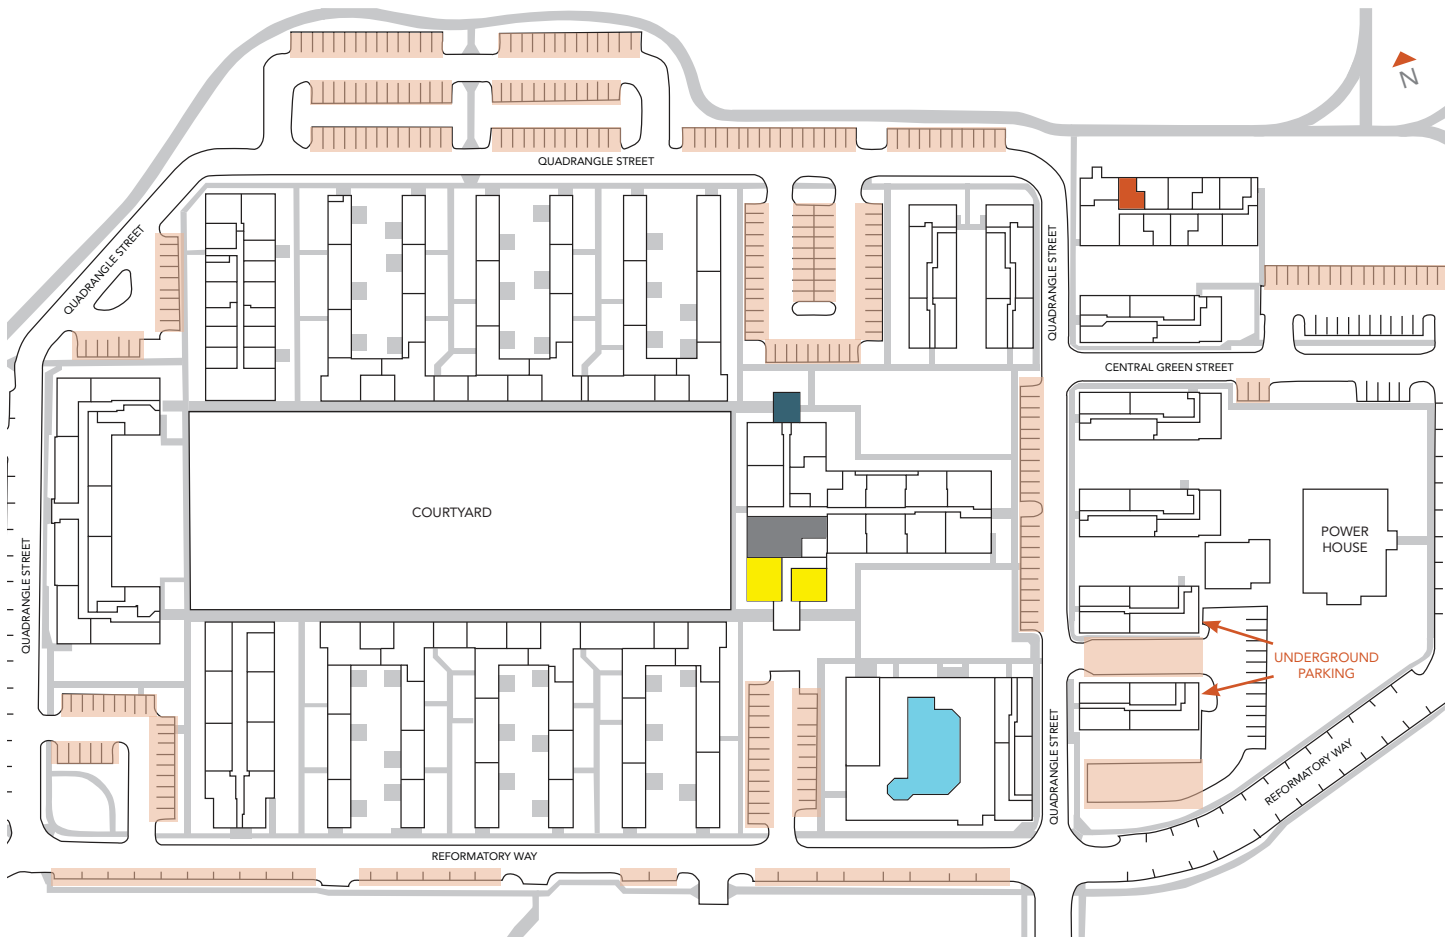 N
QUADRANGLE STREET
QUADRANGLE STREET
QUADRANGLE STREET
CENTRAL GREEN STREET
COURTYARD
POWER
HOUSE
QUADRANGLE STREET
UNDERGROUND
PARKING
QUADRANGLE STREET
REFORMATORY WAY
REFORMATORY WAY